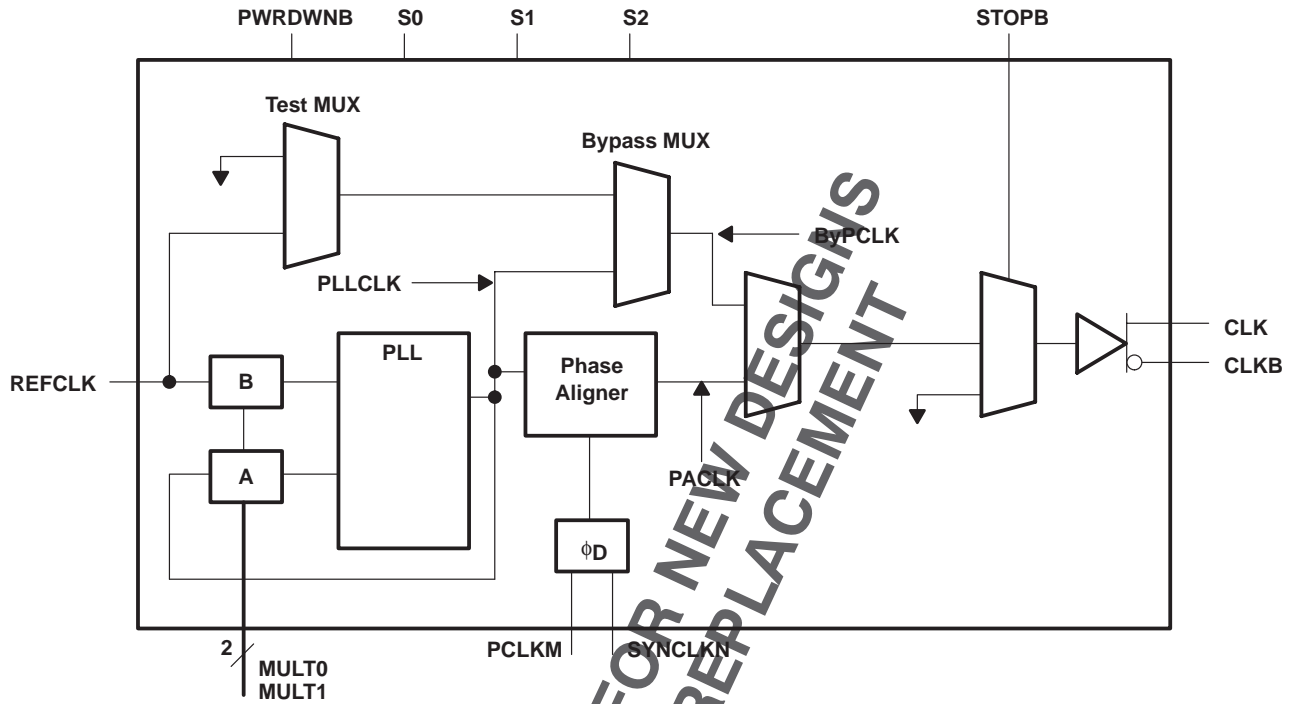 PWRDWNB S0 S1 S2 STOPB
Test MUX
Bypass MUX
ByPCLK
PLLCLK
PLL
Phase
Aligner
CLK
CLKB
REFCLK
B
A
PACLK
ϕD
PCLKM
SYNCLKN
2
MULT0
MULT1
FOR NEW DESIGNS
REPLACEMENT